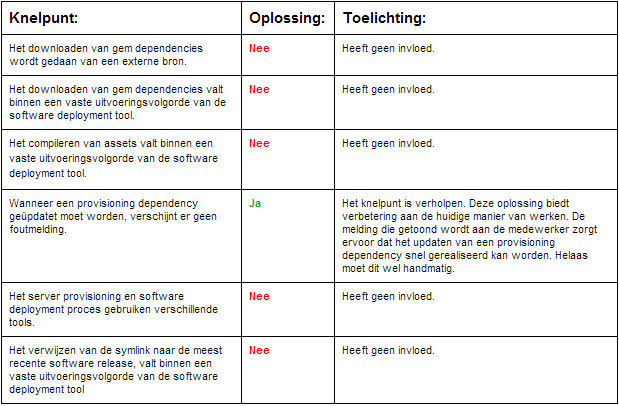 Knelpunt: Oplossing: Toelichting:
Het downloaden van gem dependencies
wordt gedaan van een externe bron.
Nee
Heeft geen invloed.
Het downloaden van gem dependencies valt
binnen een vaste uitvoeringsvolgorde van de
software deployment tool.
Nee
Heeft geen invloed.
Het compileren van assets valt binnen een
vaste uitvoeringsvolgorde van de software
deployment tool.
Nee
Heeft geen invloed.
Wanneer een provisioning dependency
geüpdatet moet worden, verschijnt er geen
foutmelding.
Ja
Het knelpunt is verholpen. Deze oplossing biedt
verbetering aan de huidige manier van werken. De
melding die getoond wordt aan de medewerker zorgt
ervoor dat het updaten van een provisioning
dependency snel gerealiseerd kan worden. Helaas
moet dit wel handmatig.
Het server provisioning en software
deployment proces gebruiken verschillende
tools.
Nee
Heeft geen invloed.
Het verwijzen van de symlink naar de meest
recente software release, valt binnen een
vaste uitvoeringsvolgorde van de software
deployment tool
Nee
Heeft geen invloed.